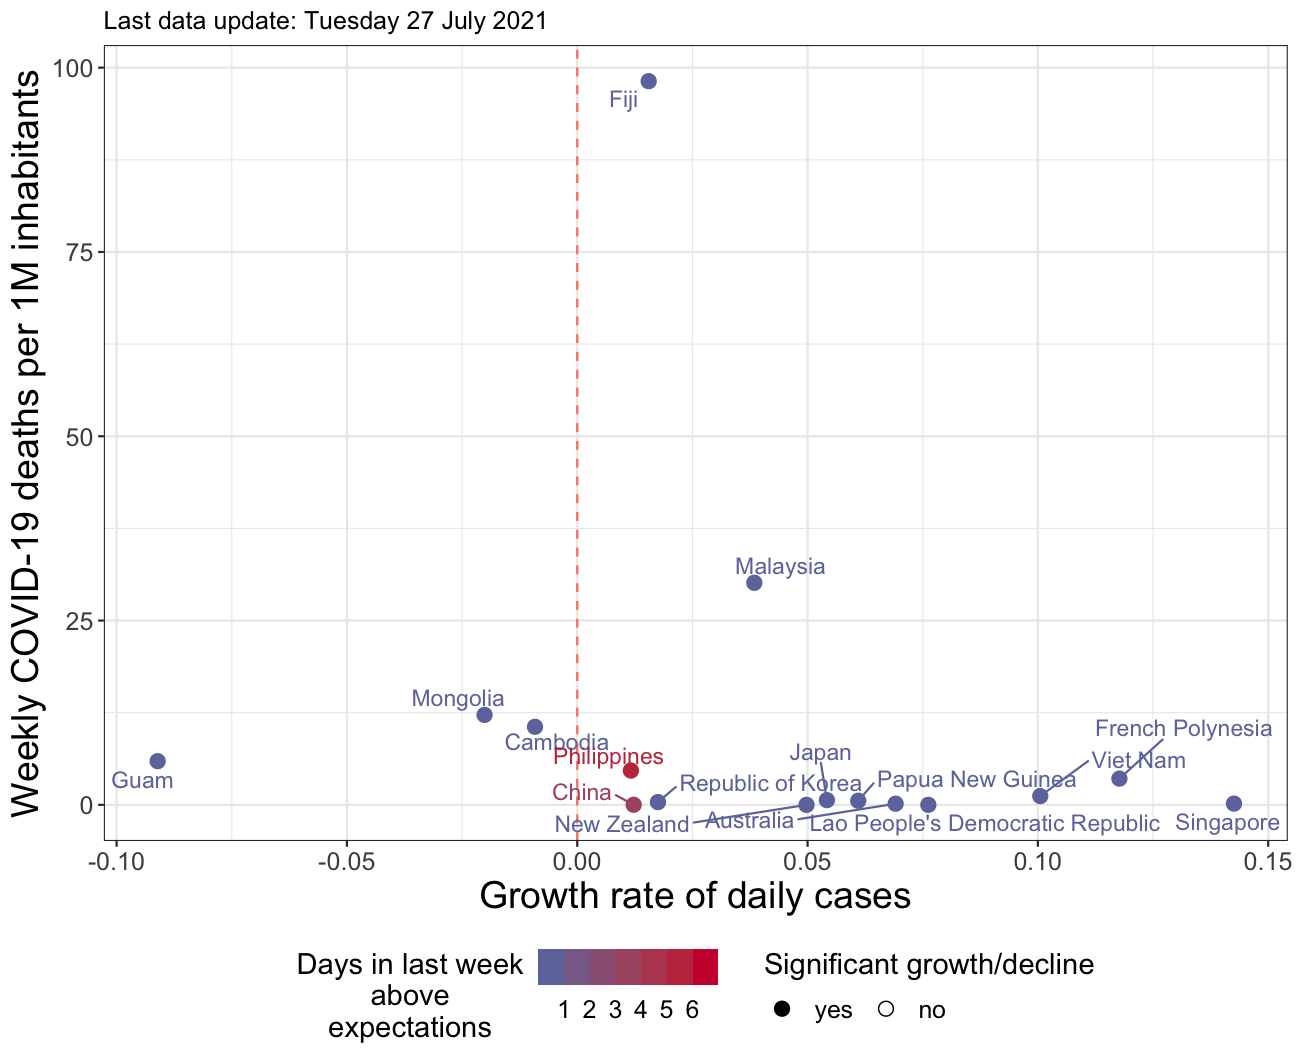 Last data update: Tuesday 27 July 2021
Weekly COVID-19 deaths per 1M inhabitants
100
75
50
25
0
Fiji
Malaysia
Mongolia
Cambodia
Guam
Philippines
China
Republic of Korea
Japan
Papua New Guinea
French Polynesia
Viet Nam
New Zealand
Australia
Lao People's Democratic Republic
Singapore
-0.10 -0.05 0.00 0.05 0.10 0.15
Growth rate of daily cases
Days in last week
above
expectations
1 2 3 4 5 6
Significant growth/decline
yes no